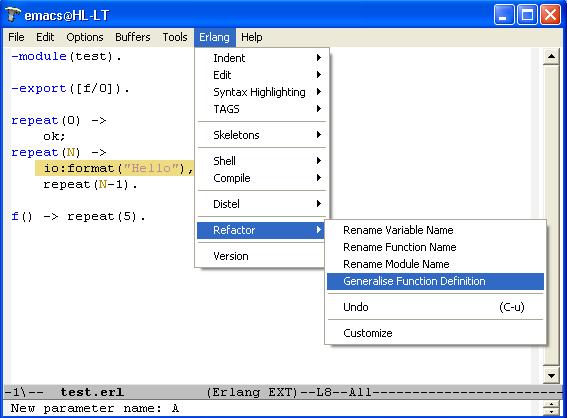 emacs@HL-LT
File Edit Options Buffers Tools Erlang Help
-module(test).
-export([f/0]).
repeat(0) ->
ok;
repeat(N) ->
io:format("Hello"),
repeat(N-1).
f() -> repeat(5).
Indent
Edit
Syntax Highlighting
TAGS
Skeletons
Shell
Compile
Distel
Refactor
Version
Rename Variable Name
Rename Function Name
Rename Module Name
Generalise Function Definition
Undo (C-u)
Customize
-1\-- test.erl (Erlang EXT)--L8--All----------------------------
New parameter name: A